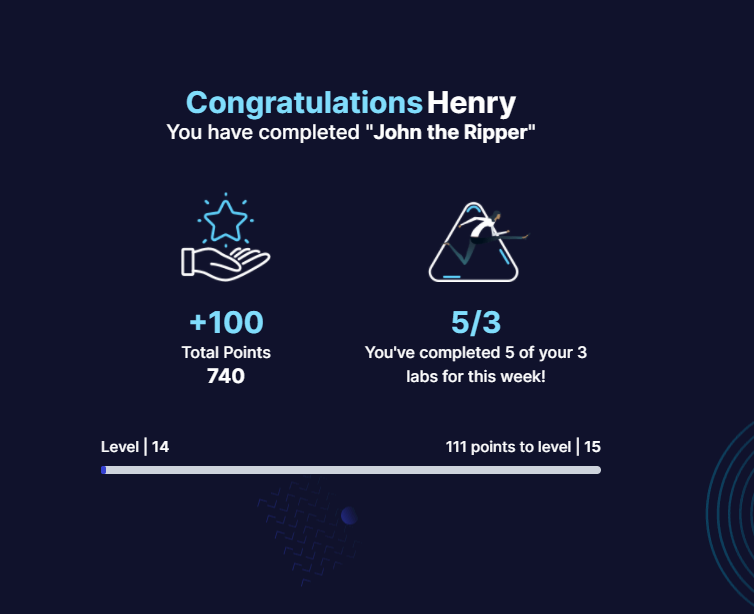 Congratulations Henry
You have completed "John the Ripper"
+100
Total Points
740
5/3
You've completed 5 of your 3
labs for this week!
Level | 14
111 points to level | 15